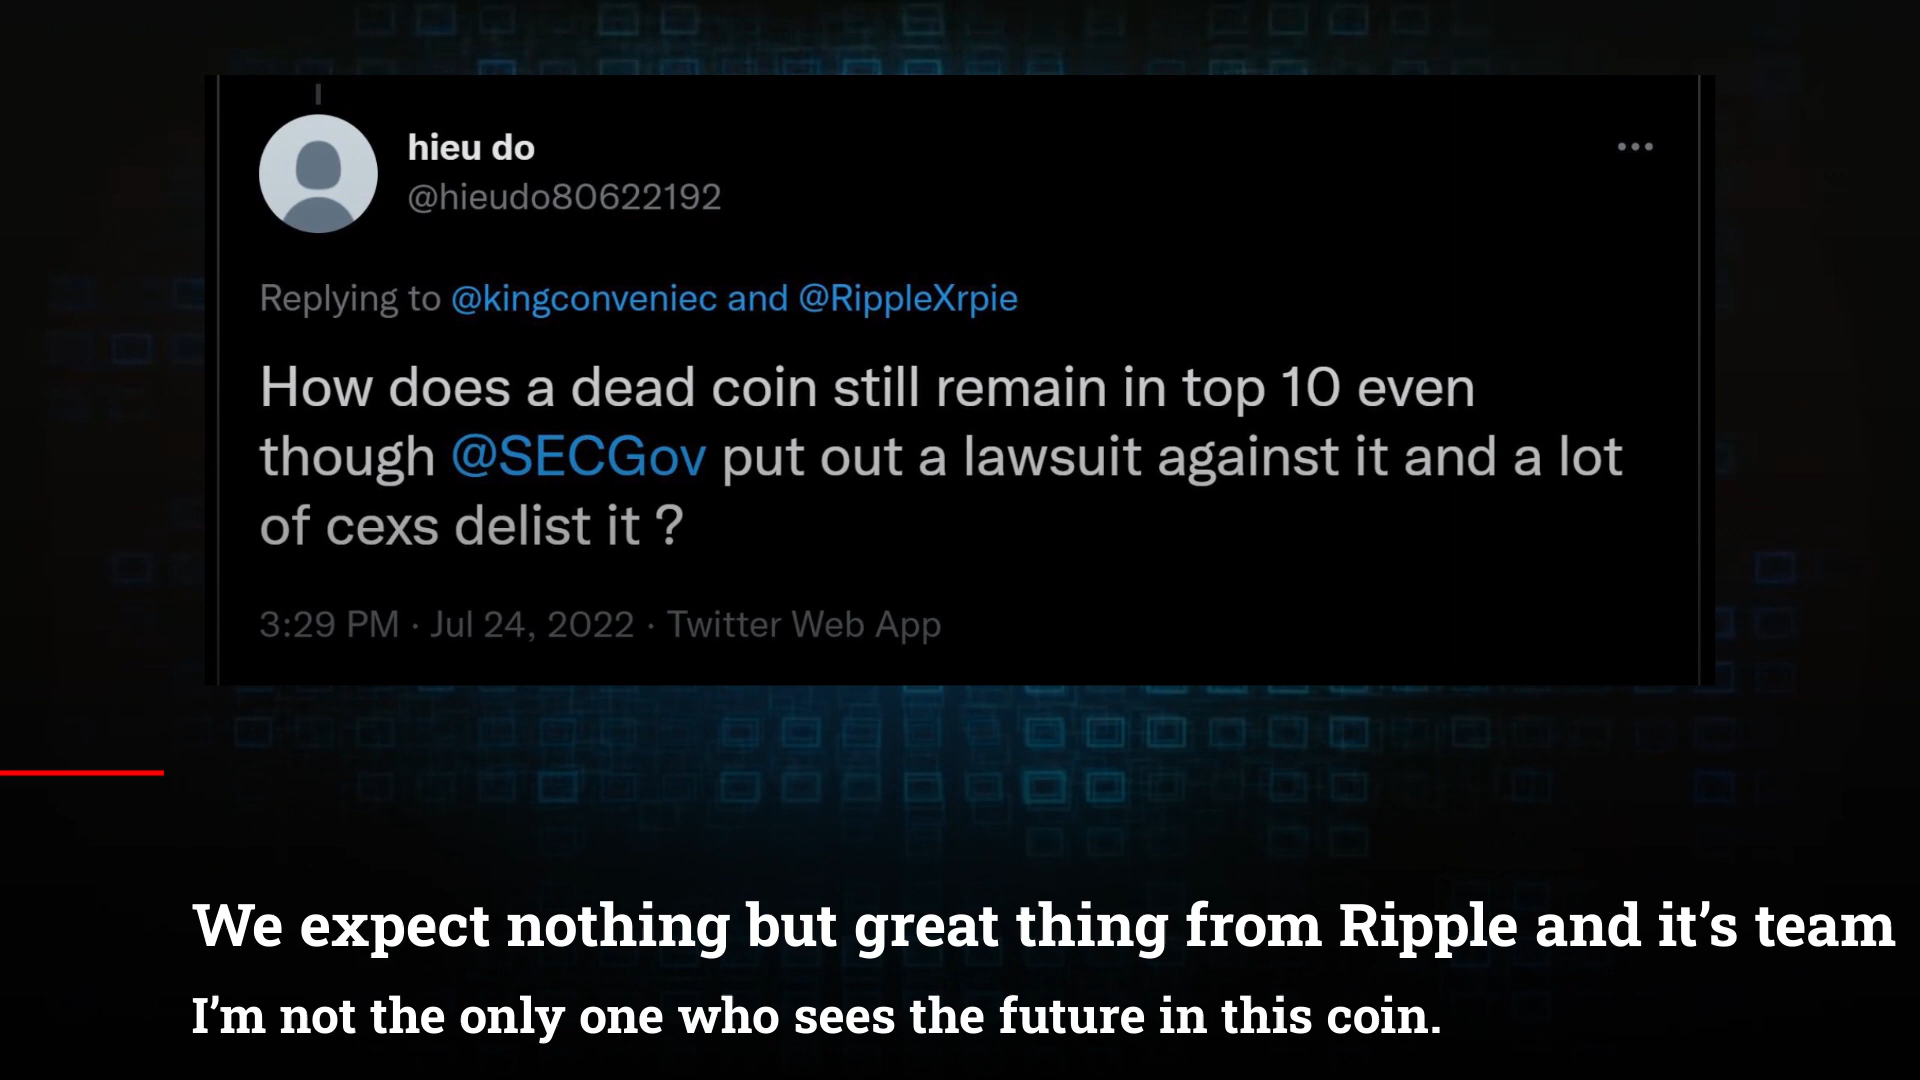 hieu do
@hieudo80622192
Replying to @kingconveniec and @RippleXrpie
How does a dead coin still remain in top 10 even
though @SECGov put out a lawsuit against it and a lot
of cexs delist it ?
3:29 PM · Jul 24, 2022 · Twitter Web App
We expect nothing but great thing from Ripple and it’s team
I’m not the only one who sees the future in this coin.